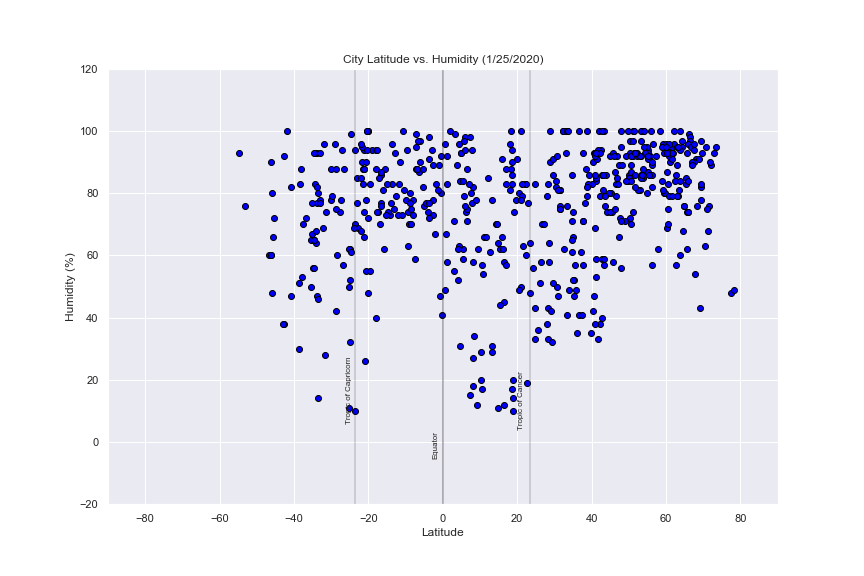 City Latitude vs. Humidity (1/25/2020)
120
100
80
60
40
20
0
−20
Humidity (%)
Tropic of Capricorn
Equator
Tropic of Cancer
−80 −60 −40 −20 0 20 40 60 80
Latitude